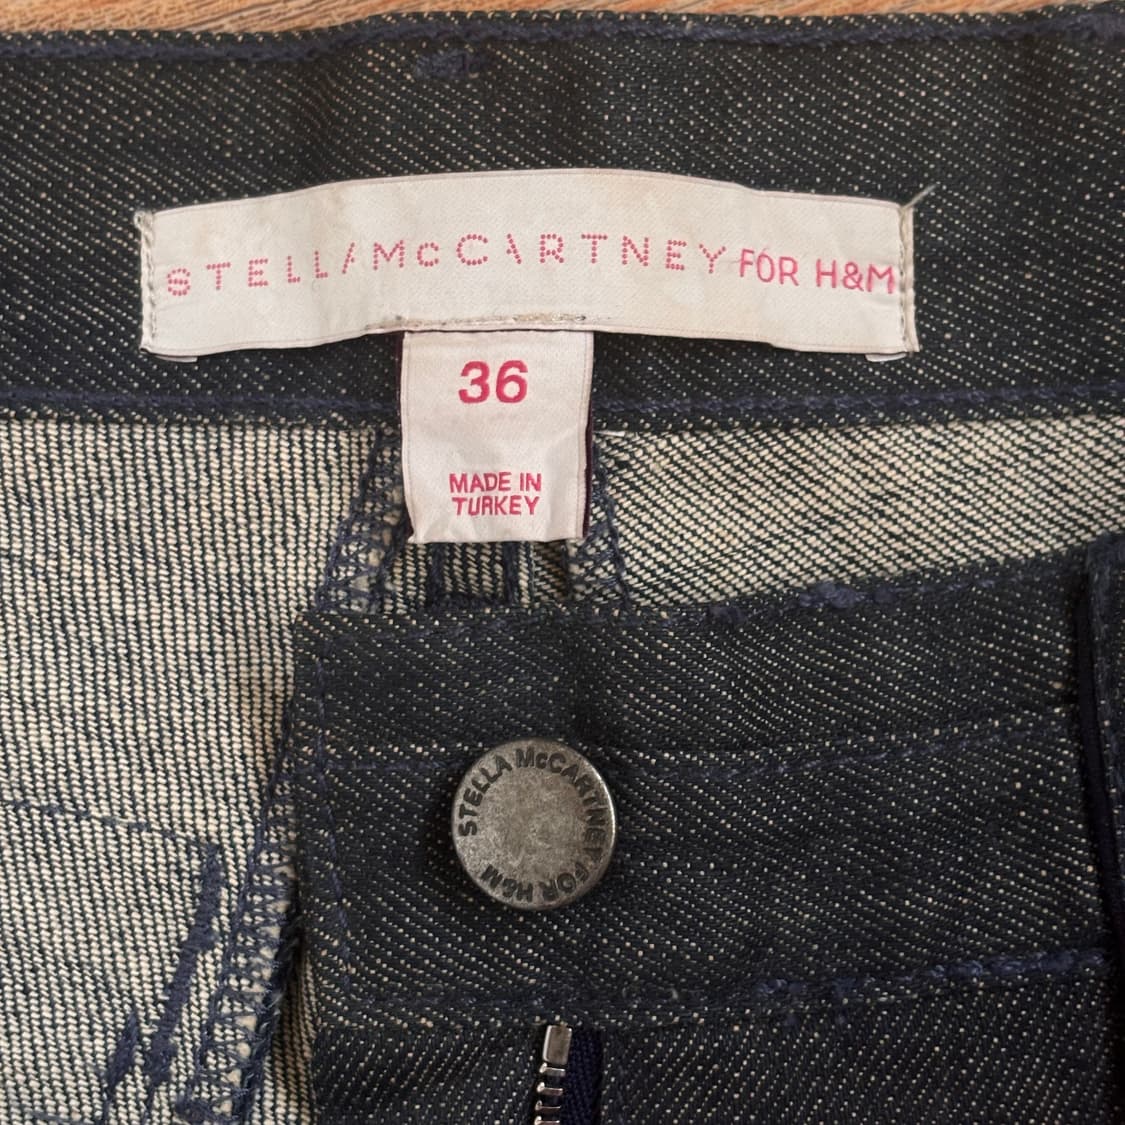 STELLA McCARTNEY FOR H&M
36
MADE IN
TURKEY
STELLA McCARTNEY FOR H&M